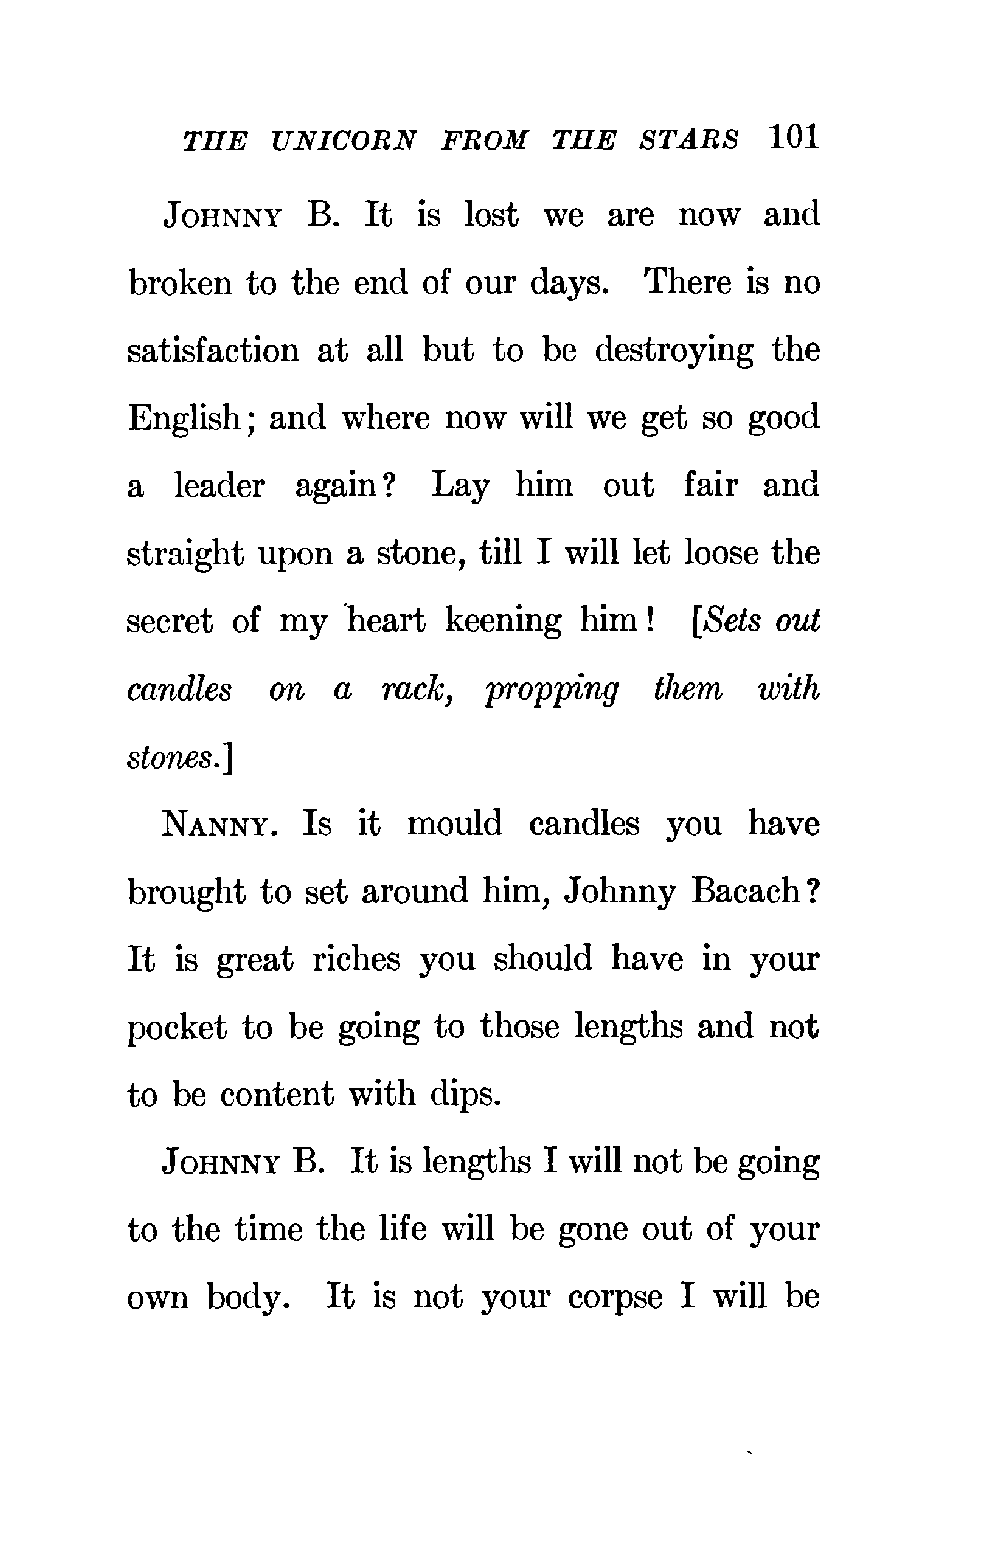 THE UNICORN FROM THE STARS 101
JOHNNY B. It is lost we are now and
broken to the end of our days. There is no
satisfaction at all but to be destroying the
English; and where now will we get so good
a leader again? Lay him out fair and
straight upon a stone, till I will let loose the
secret of my heart keening him! [Sets out
candles on a rack, propping them with
stones.]
NANNY. Is it mould candles you have
brought to set around him, Johnny Bacach?
It is great riches you should have in your
pocket to be going to those lengths and not
to be content with dips.
JOHNNY B. It is lengths I will not be going
to the time the life will be gone out of your
own body. It is not your corpse I will be